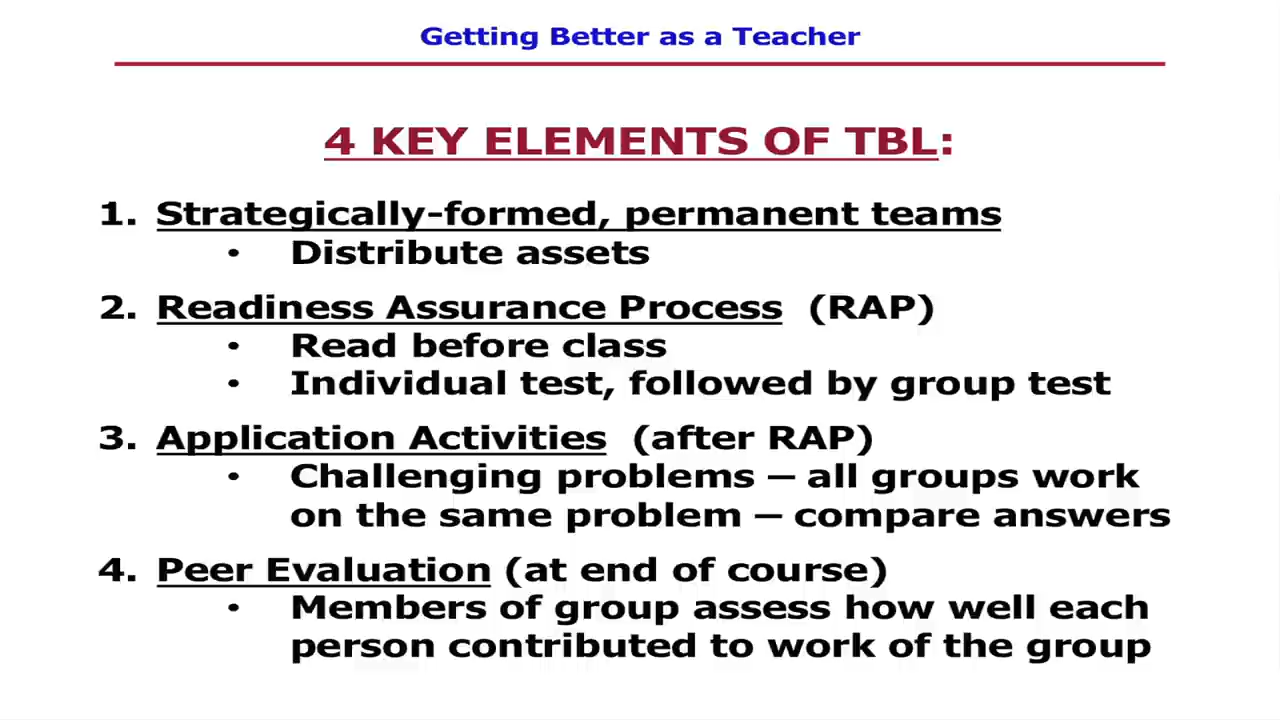 Getting Better as a Teacher
4 KEY ELEMENTS OF TBL:
1. Strategically-formed, permanent teams
• Distribute assets
2. Readiness Assurance Process (RAP)
• Read before class
• Individual test, followed by group test
3. Application Activities (after RAP)
• Challenging problems – all groups work
on the same problem – compare answers
4. Peer Evaluation (at end of course)
• Members of group assess how well each
person contributed to work of the group